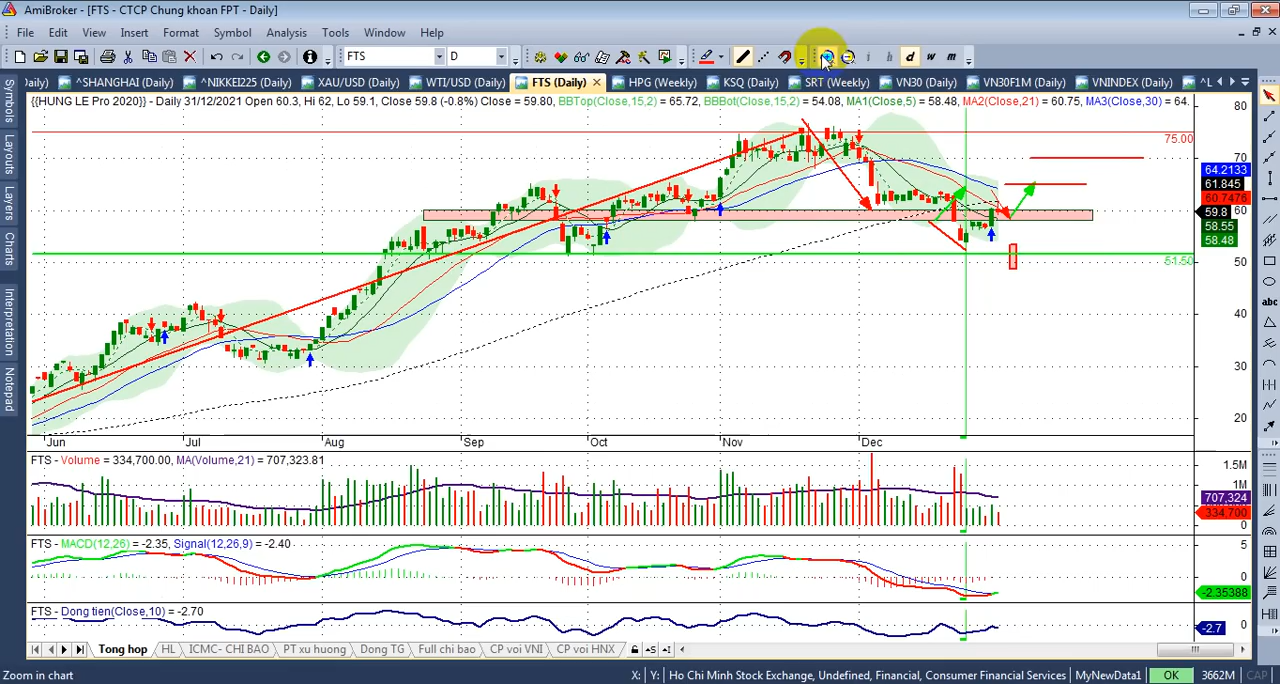 AmiBroker - [FTS - CTCP Chung khoan FPT - Daily]
File Edit View Insert Format Symbol Analysis Tools Window Help
FTS D i h d w m
Daily) ^SHANGHAI (Daily) ^NIKKEI225 (Daily) XAU/USD (Daily) WTI/USD (Daily) FTS (Daily) HPG (Weekly) KSQ (Daily) SRT (Weekly) VN30 (Daily) VN30F1M (Daily) VNINDEX (Daily) ^L
{{HUNG LE Pro 2020}} - Daily 31/12/2021 Open 60.3, Hi 62, Lo 59.1, Close 59.8 (-0.8%) Close = 59.80, BBTop(Close,15,2) = 65.72, BBBot(Close,15,2) = 54.08, MA1(Close,5) = 58.48, MA2(Close,21) = 60.75, MA3(Close,30) = 64.
Symbols
Layouts
Layers
Charts
Interpretation
Notepad
80
75.00
70
64.2133
61.845
60.7476
60
59.8
58.55
58.48
51.50
50
40
30
20
Jun Jul Aug Sep Oct Nov Dec
FTS - Volume = 334,700.00, MA(Volume,21) = 707,323.81
1.5M
1M
707,324
334,700
0
FTS - MACD(12,26) = -2.35, Signal(12,26,9) = -2.40
5
0
-2.35388
FTS - Dong tien(Close,10) = -2.70
0
-2.7
Tong hop HL ICMC- CHI BAO PT xu huong Dong TG Full chi bao CP voi VNI CP voi HNX
Zoom in chart X: Y: Ho Chi Minh Stock Exchange, Undefined, Financial, Consumer Financial Services MyNewData1 OK 3662M CAP
abc